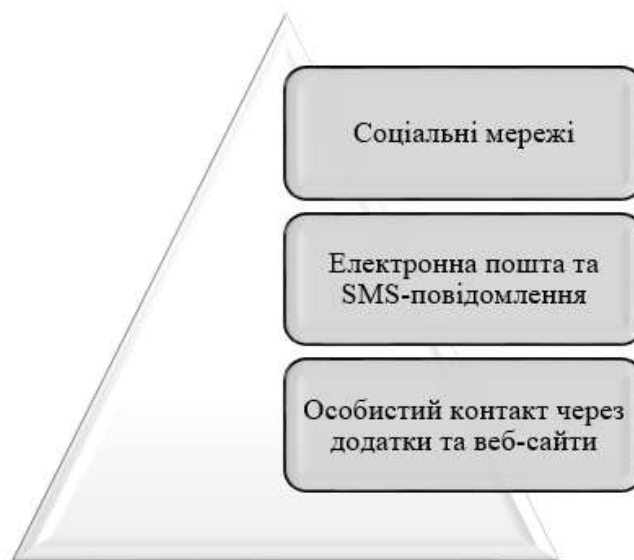 Соціальні мережі
Електронна пошта та
SMS-повідомлення
Особистий контакт через
додатки та веб-сайти